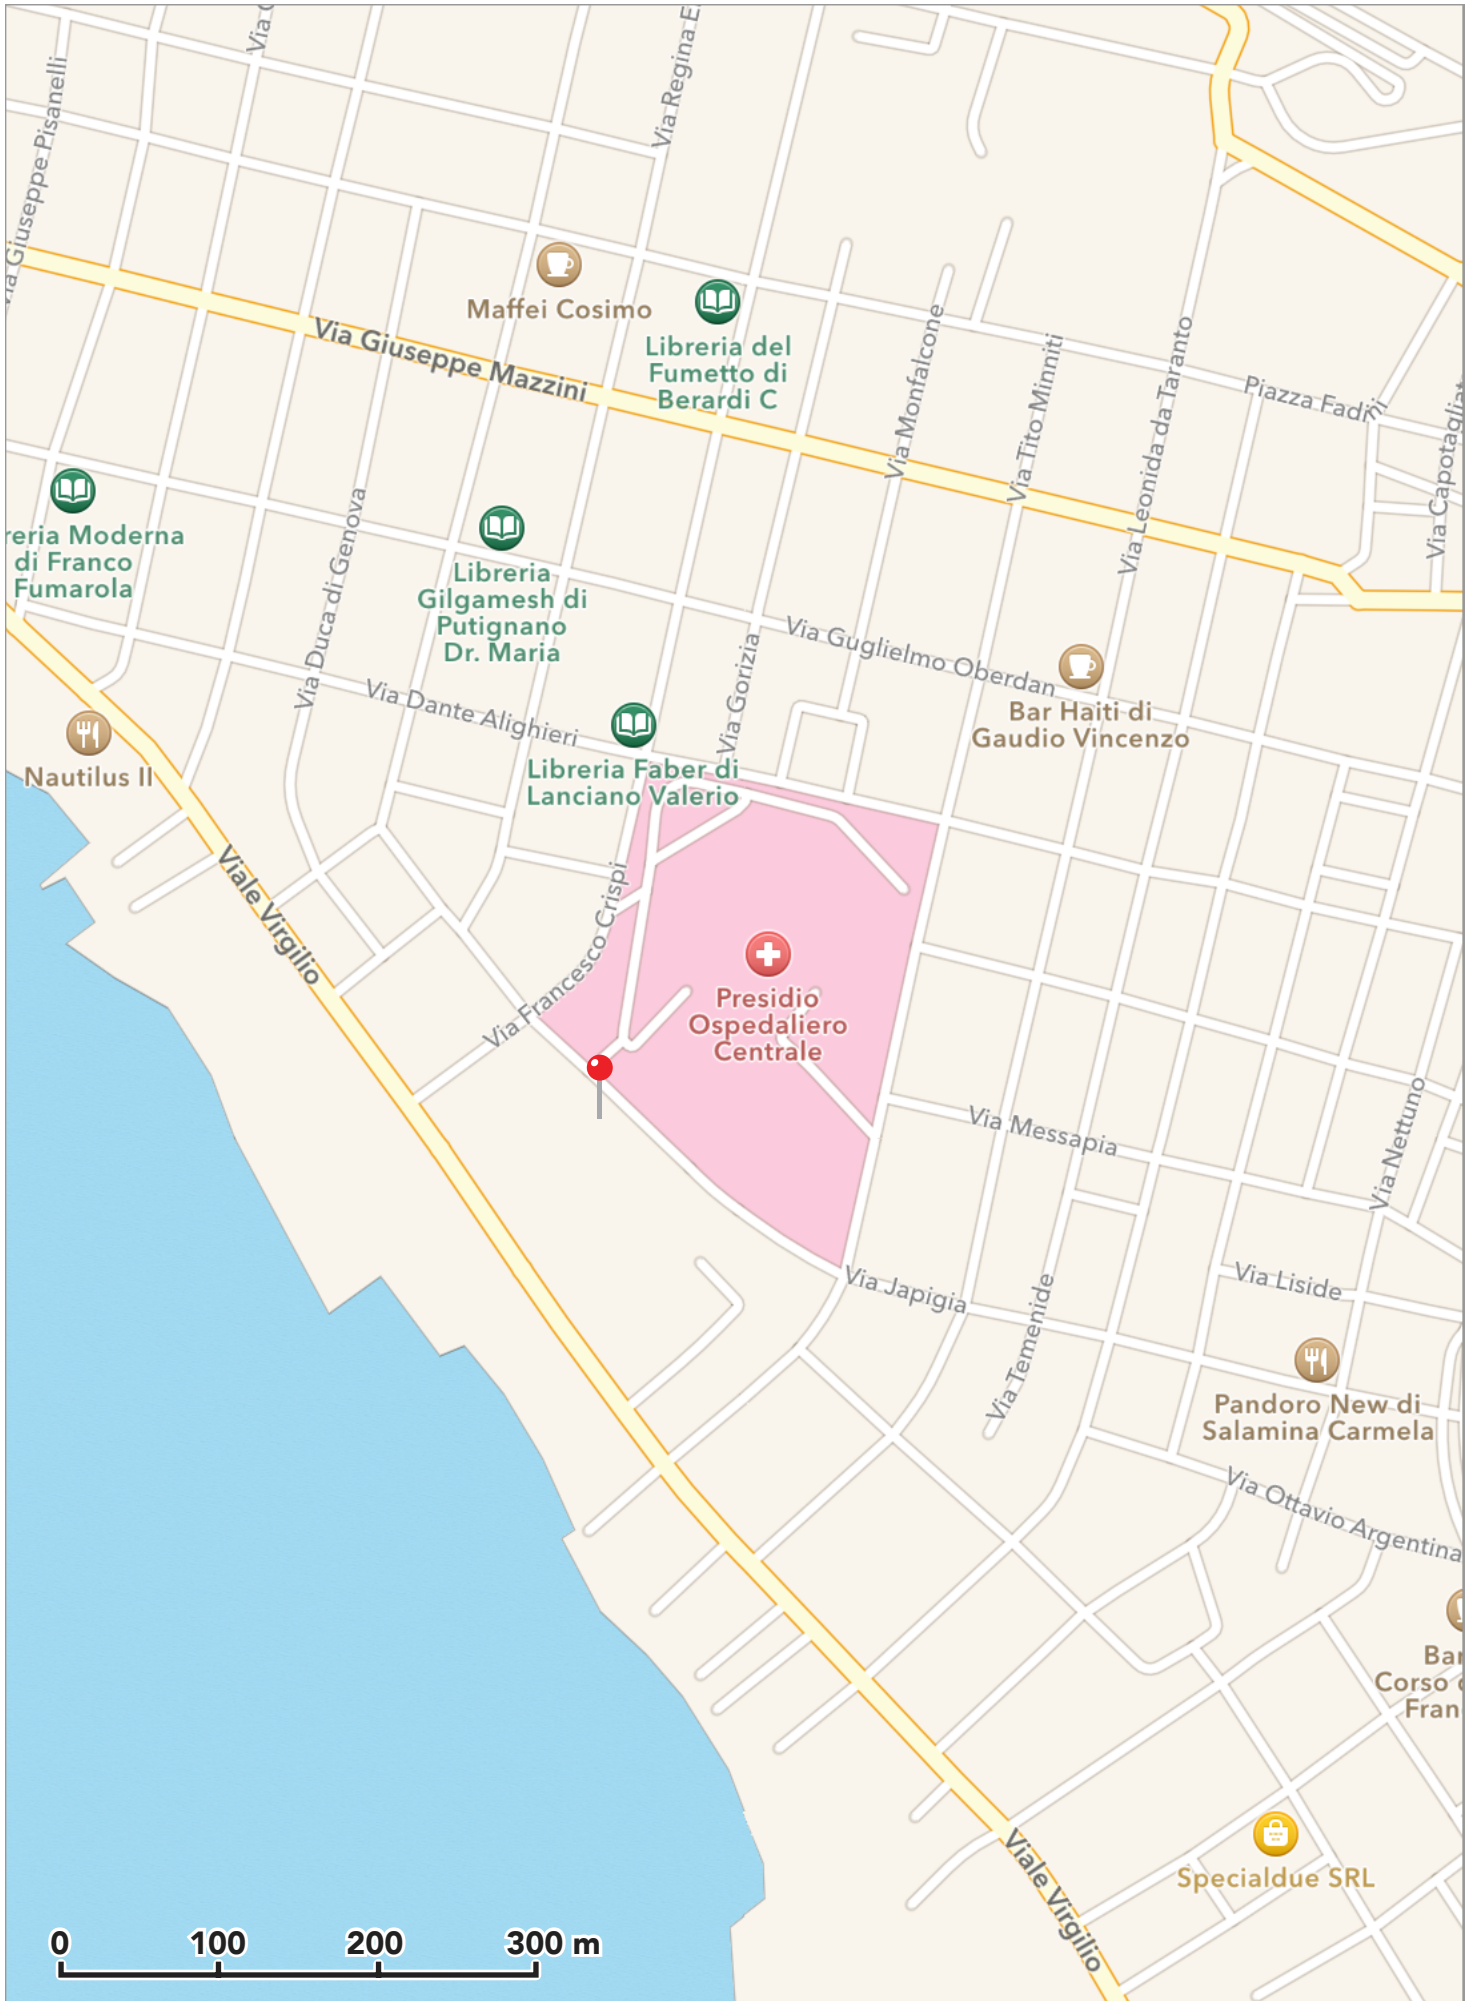 Via Regina E
Via Giuseppe Pisanelli
Maffei Cosimo
Libreria del
Fumetto di
Berardi C
Via Giuseppe Mazzini
Via Monfalcone
Via Tito Minniti
Via Leonida da Taranto
Piazza Fadini
reria Moderna
di Franco
Fumarola
Via Duca di Genova
Libreria
Gilgamesh di
Putignano
Dr. Maria
Via Guglielmo Oberdan
Via Gorizia
Bar Haiti di
Gaudio Vincenzo
Via Dante Alighieri
Nautilus II
Libreria Faber di
Lanciano Valerio
Viale Virgilio
Via Francesco Crispi
Presidio
Ospedaliero
Centrale
Via Messapia
Via Nettuno
Via Japigia
Via Liside
Via Temenide
Pandoro New di
Salamina Carmela
Via Ottavio Argentina
Bar
Corso
Fran
Specialdue SRL
Viale Virgilio
0 100 200 300 m